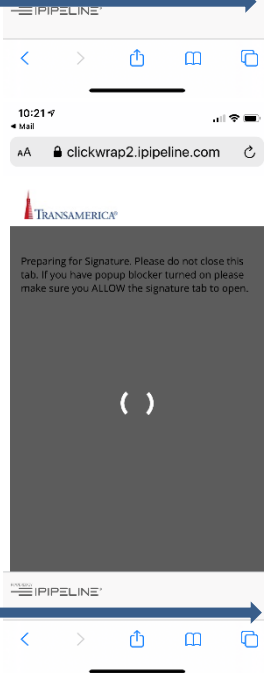 IPIPELINE®
10:21
◄ Mail
AA clickwrap2.ipipeline.com
TRANSAMERICA®
Preparing for Signature. Please do not close this
tab. If you have popup blocker turned on please
make sure you ALLOW the signature tab to open.
IPIPELINE®